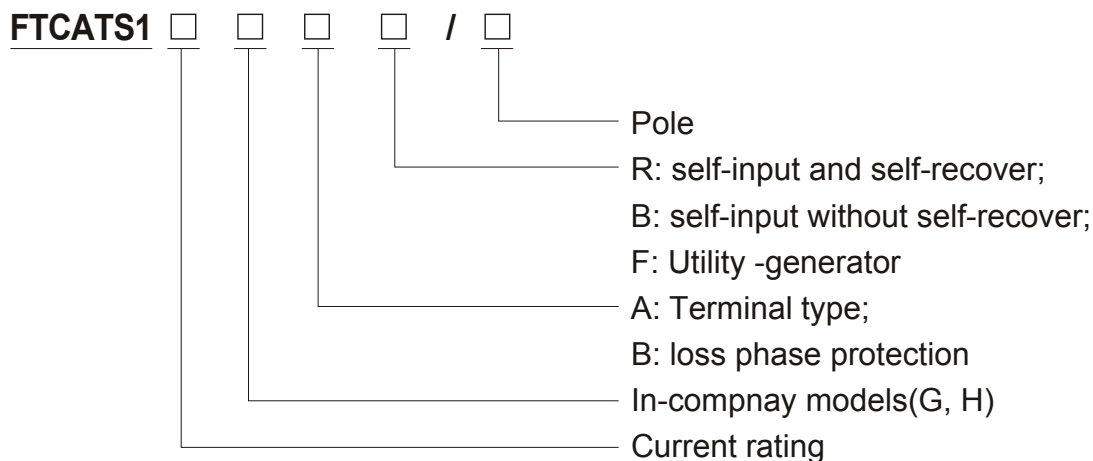 FTCATS1 □ □ □ □ / □
Pole
R: self-input and self-recover;
B: self-input without self-recover;
F: Utility -generator
A: Terminal type;
B: loss phase protection
In-compnay models(G, H)
Current rating